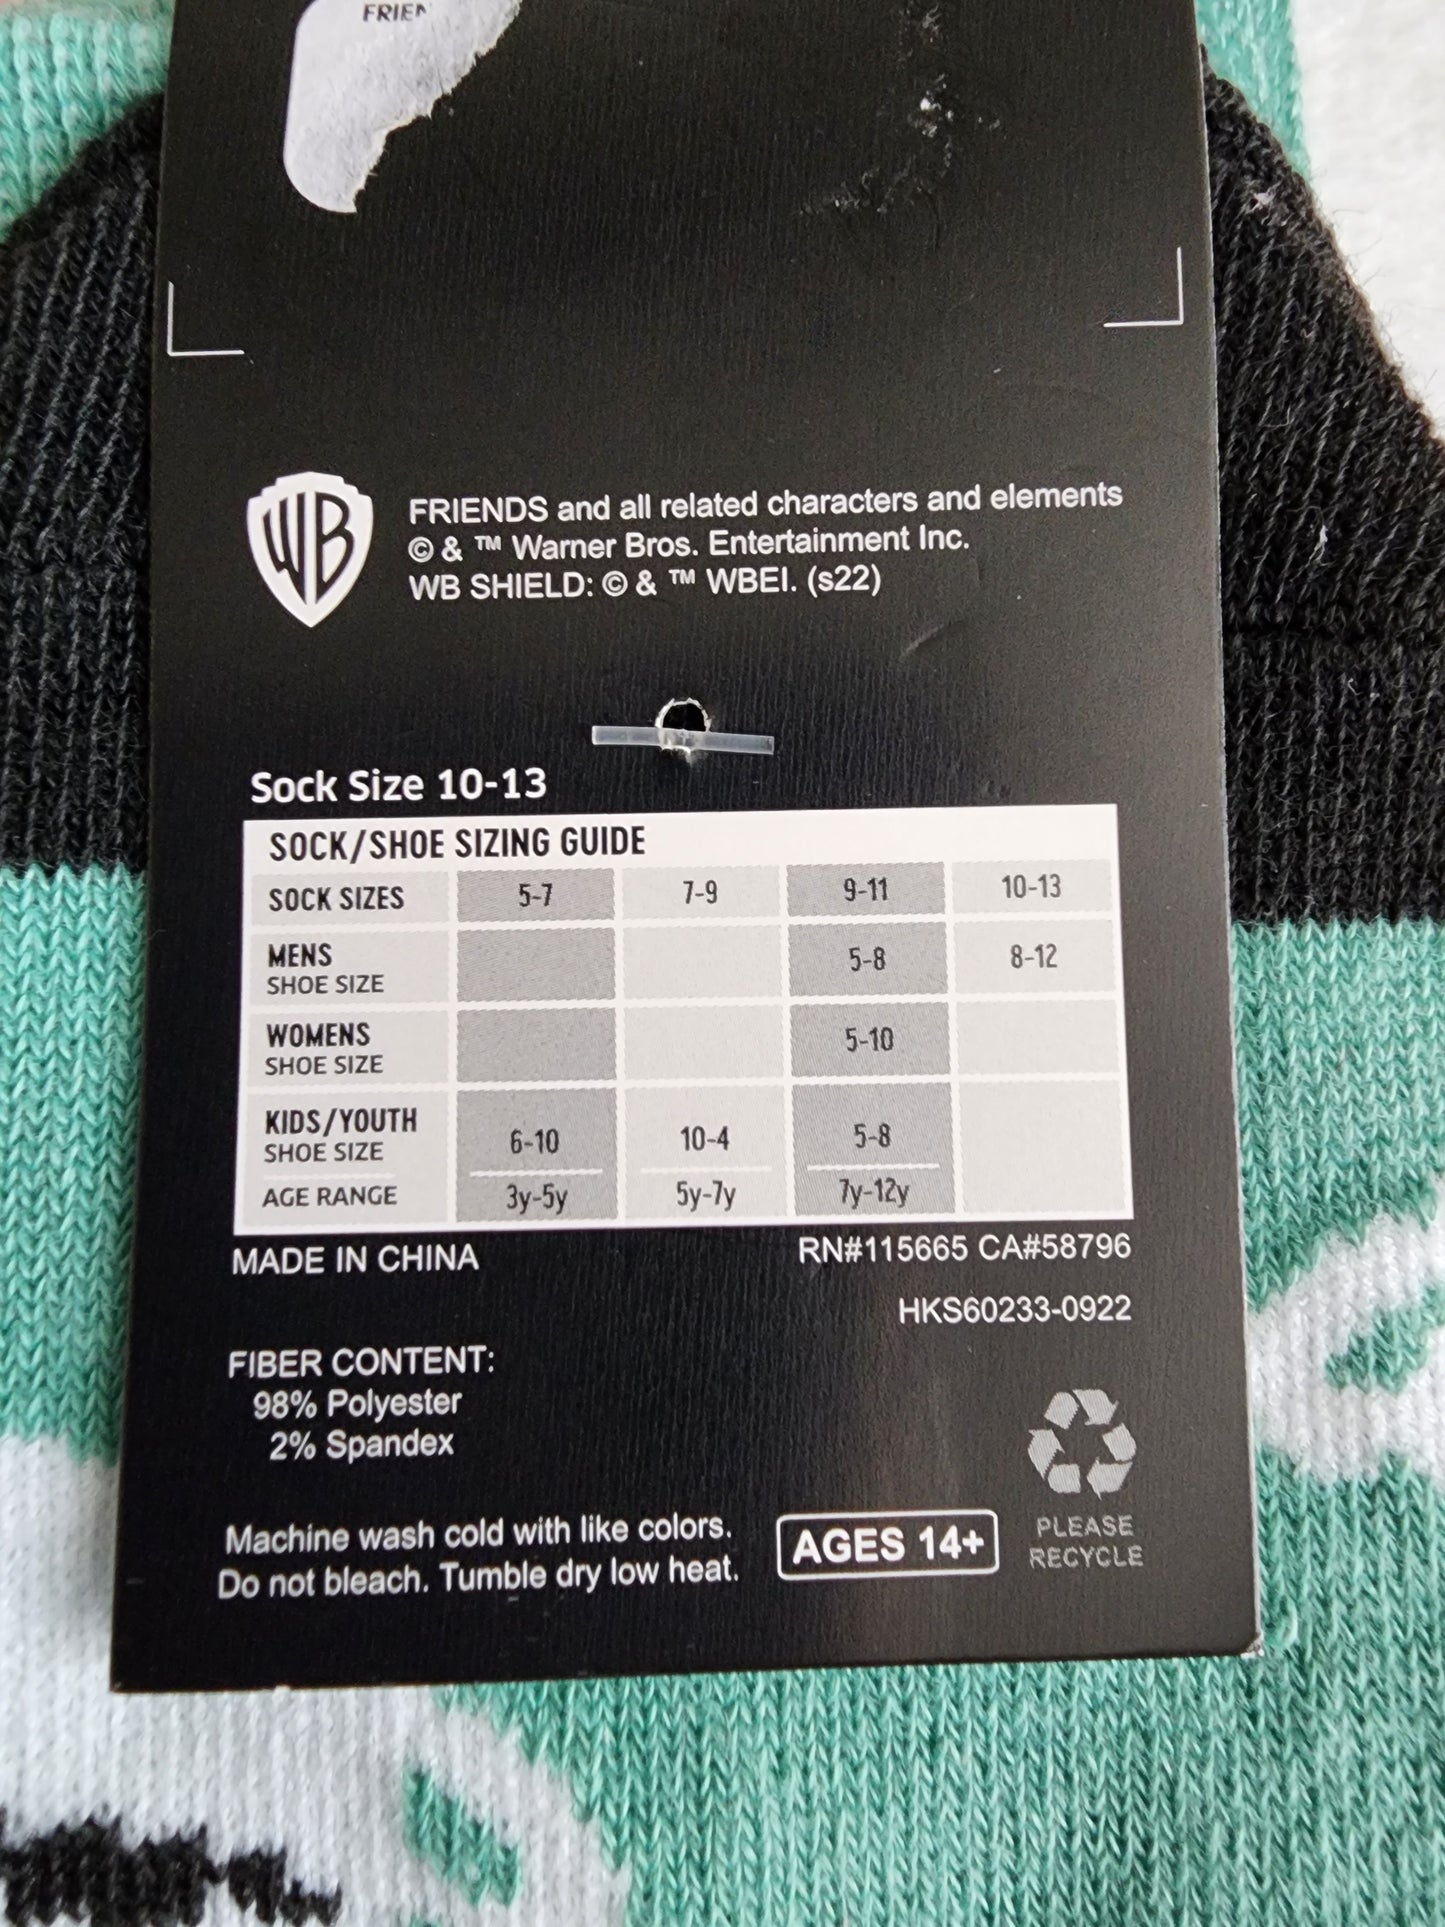 WB
FRIENDS and all related characters and elements
© & ™ Warner Bros. Entertainment Inc.
WB SHIELD: © & ™ WBEI. (s22)
Sock Size 10-13
SOCK/SHOE SIZING GUIDE
SOCK SIZES 5-7 7-9 9-11 10-13
MENS
SHOE SIZE 5-8 8-12
WOMENS
SHOE SIZE 5-10
KIDS/YOUTH
SHOE SIZE 6-10 10-4 5-8
AGE RANGE 3y-5y 5y-7y 7y-12y
MADE IN CHINA RN#115665 CA#58796
HKS60233-0922
FIBER CONTENT:
98% Polyester
2% Spandex
Machine wash cold with like colors.
Do not bleach. Tumble dry low heat.
AGES 14+
PLEASE
RECYCLE